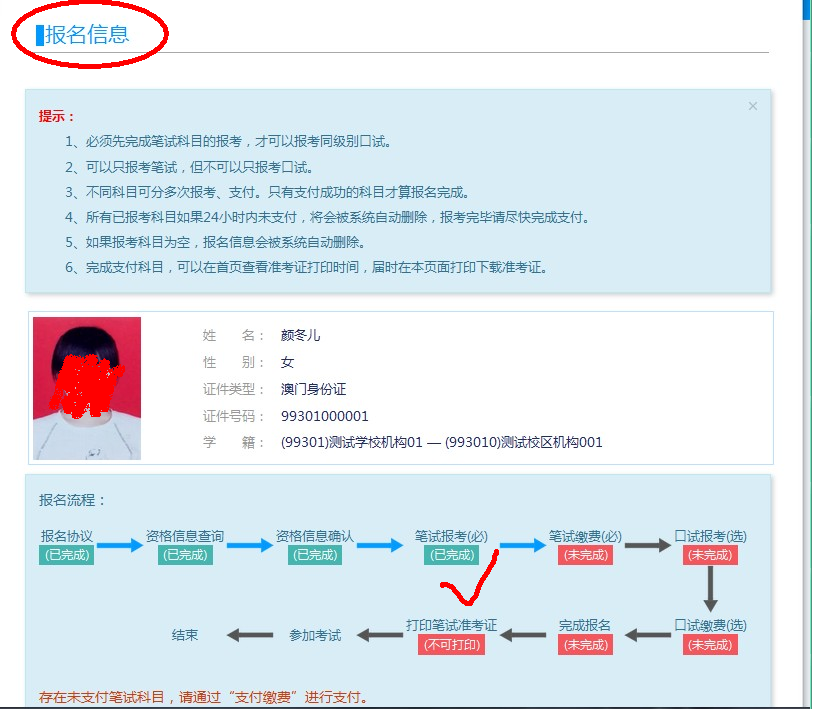 报名信息
×
提示：
1、必须先完成笔试科目的报考，才可以报考同级别口试。
2、可以只报考笔试，但不可以只报考口试。
3、不同科目可分多次报考、支付。只有支付成功的科目才算报名完成。
4、所有已报考科目如果24小时内未支付，将会被系统自动删除，报考完毕请尽快完成支付。
5、如果报考科目为空，报名信息会被系统自动删除。
6、完成支付科目，可以在首页查看准考证打印时间，届时在本页面打印下载准考证。
姓 名： 颜冬儿
性 别： 女
证件类型： 澳门身份证
证件号码： 99301000001
学 籍： (99301)测试学校机构01 — (993010)测试校区机构001
报名流程：
报名协议 资格信息查询 资格信息确认 笔试报考(必) 笔试缴费(必) 口试报考(选)
(已完成) (已完成) (已完成) (已完成) (未完成) (未完成)
结束 参加考试 打印笔试准考证 完成报名 口试缴费(选)
(不可打印) (未完成) (未完成)
存在未支付笔试科目，请通过“支付缴费”进行支付。